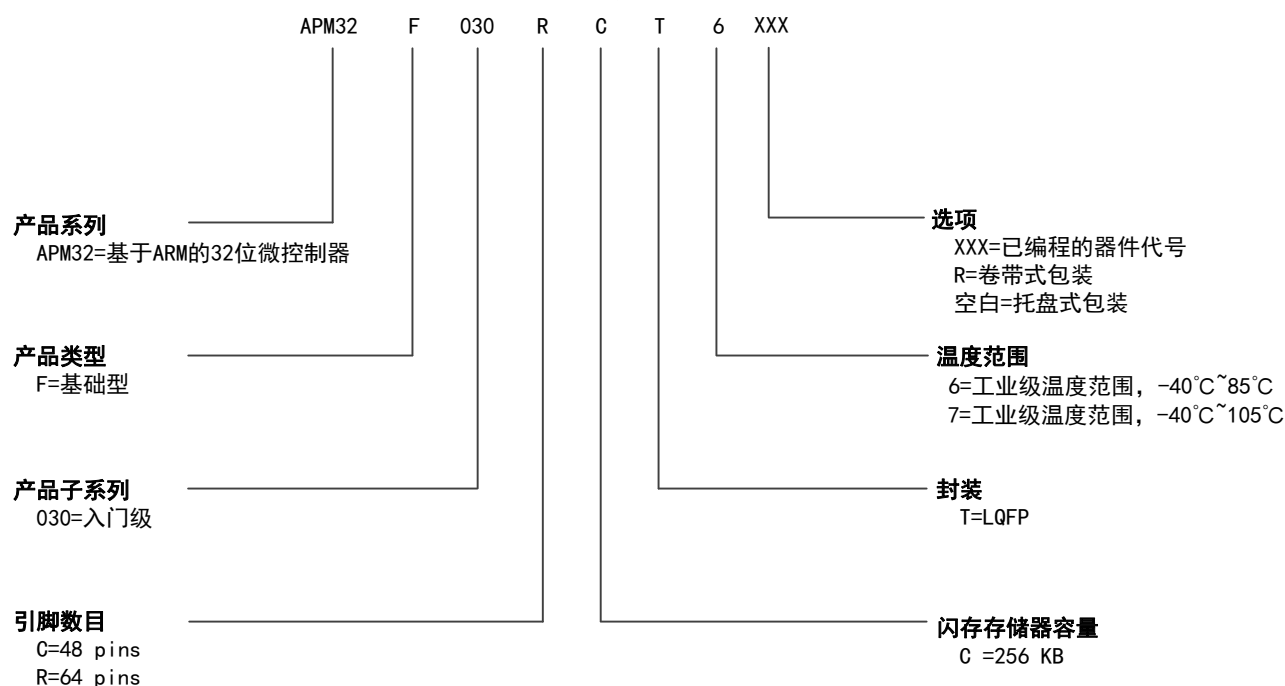 APM32 F 030 R C T 6 XXX
产品系列
APM32=基于ARM的32位微控制器
产品类型
F=基础型
产品子系列
030=入门级
引脚数目
C=48 pins
R=64 pins
选项
XXX=已编程的器件代号
R=卷带式包装
空白=托盘式包装
温度范围
6=工业级温度范围，-40℃~85℃
7=工业级温度范围，-40℃~105℃
封装
T=LQFP
闪存存储器容量
C =256 KB